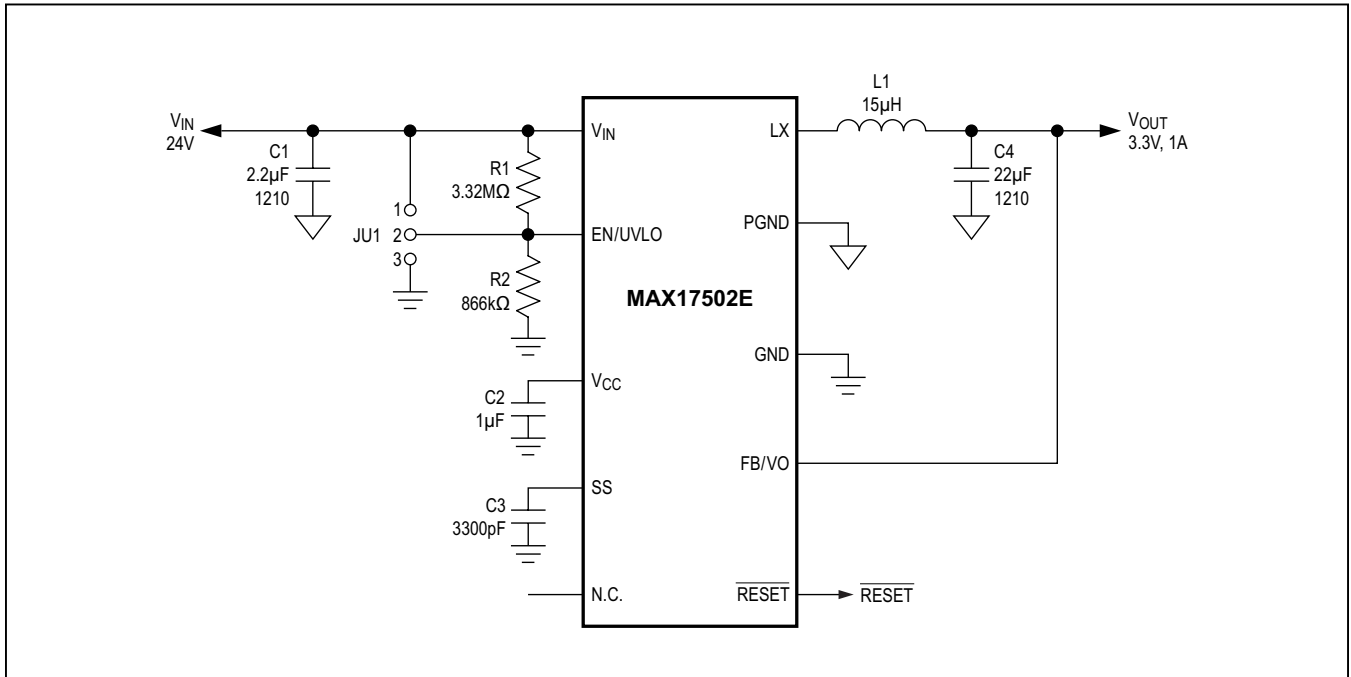 V_IN
24V
C1
2.2µF
1210
JU1
1
2
3
R1
3.32MΩ
R2
866kΩ
C2
1µF
C3
3300pF
V_IN
EN/UVLO
V_CC
SS
N.C.
MAX17502E
LX
PGND
GND
FB/VO
RESET
RESET
L1
15µH
C4
22µF
1210
V_OUT
3.3V, 1A